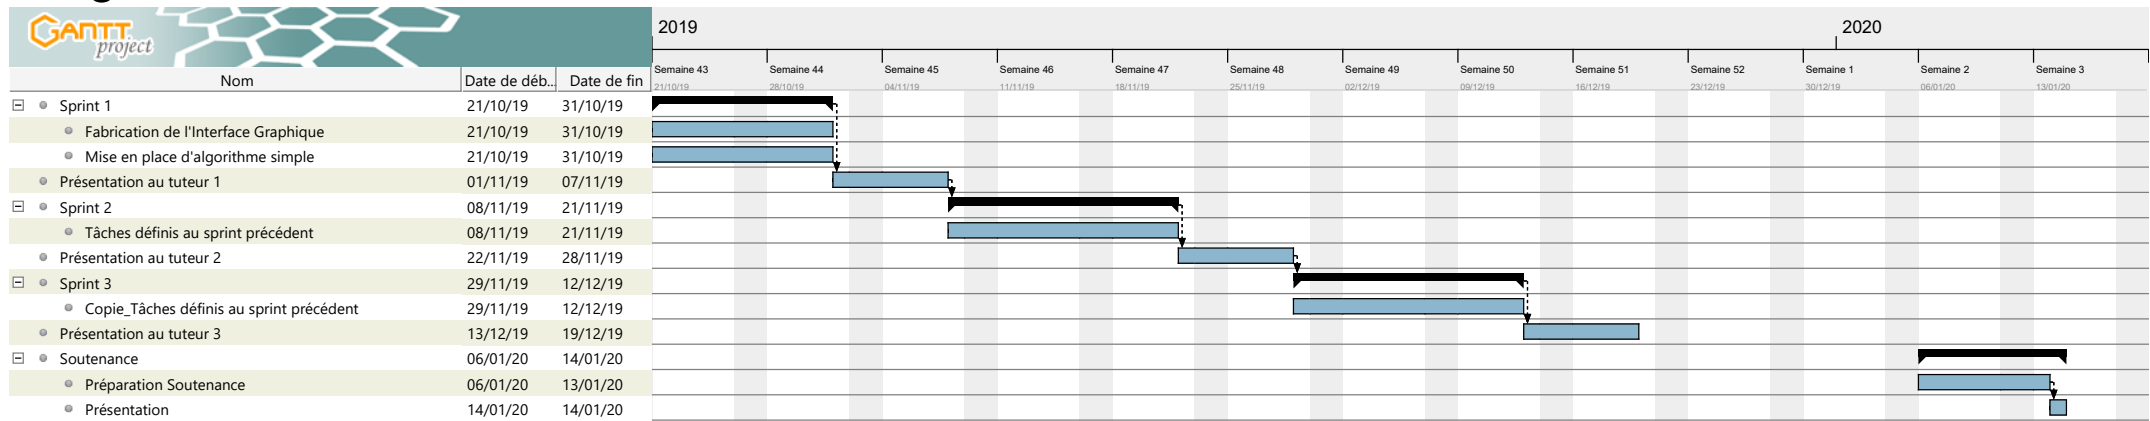 GANTT
project
2019
2020
Nom Date de déb... Date de fin
Semaine 43 Semaine 44 Semaine 45 Semaine 46 Semaine 47 Semaine 48 Semaine 49 Semaine 50 Semaine 51 Semaine 52 Semaine 1 Semaine 2 Semaine 3
21/10/19 28/10/19 04/11/19 11/11/19 18/11/19 25/11/19 02/12/19 09/12/19 16/12/19 23/12/19 30/12/19 06/01/20 13/01/20
Sprint 1 21/10/19 31/10/19
Fabrication de l'Interface Graphique 21/10/19 31/10/19
Mise en place d'algorithme simple 21/10/19 31/10/19
Présentation au tuteur 1 01/11/19 07/11/19
Sprint 2 08/11/19 21/11/19
Tâches définis au sprint précédent 08/11/19 21/11/19
Présentation au tuteur 2 22/11/19 28/11/19
Sprint 3 29/11/19 12/12/19
Copie_Tâches définis au sprint précédent 29/11/19 12/12/19
Présentation au tuteur 3 13/12/19 19/12/19
Soutenance 06/01/20 14/01/20
Préparation Soutenance 06/01/20 13/01/20
Présentation 14/01/20 14/01/20